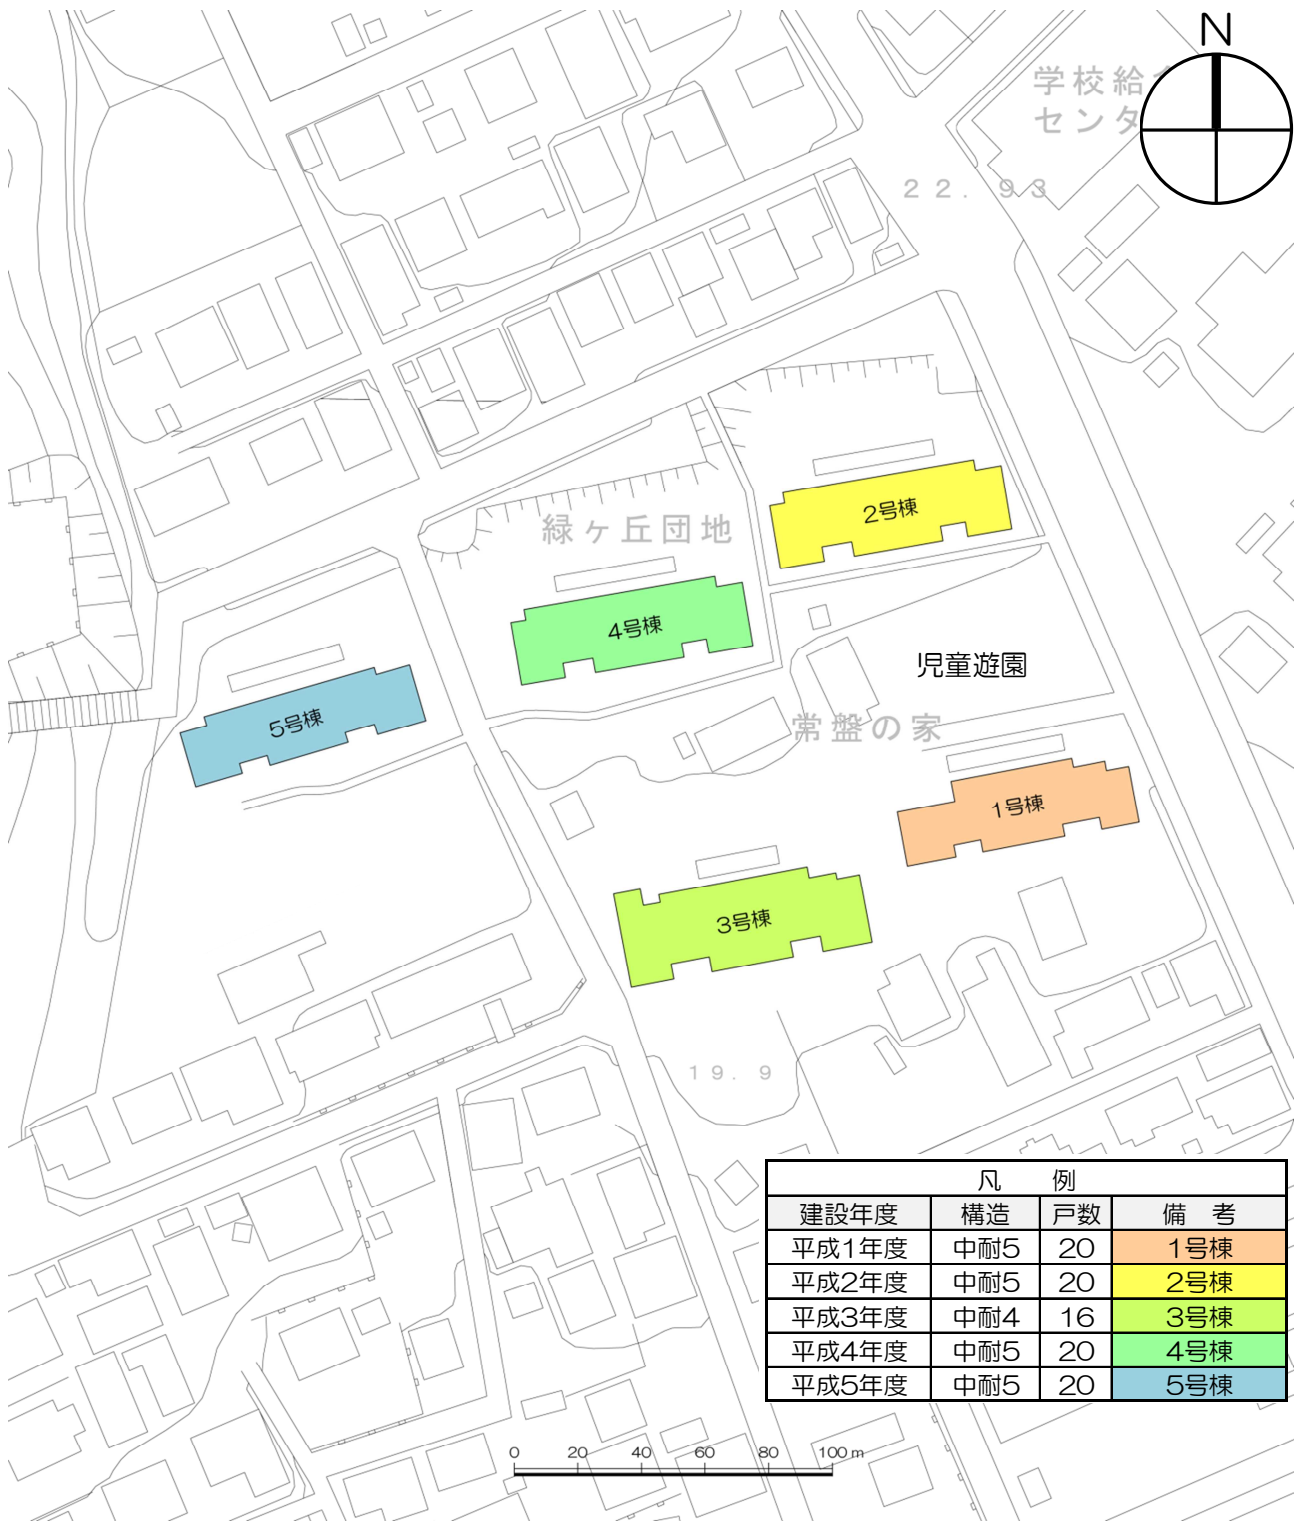 N
学校給
センタ
22.93
2号棟
緑ヶ丘団地
4号棟
児童遊園
5号棟
常盤の家
1号棟
3号棟
19.9
凡 例
建設年度 構造 戸数 備 考
平成1年度 中耐5 20 1号棟
平成2年度 中耐5 20 2号棟
平成3年度 中耐4 16 3号棟
平成4年度 中耐5 20 4号棟
平成5年度 中耐5 20 5号棟
0 20 40 60 80 100 m